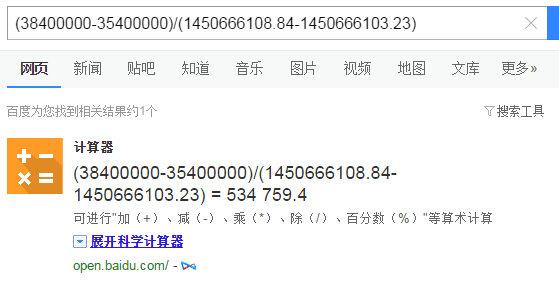 (38400000-35400000)/(1450666108.84-1450666103.23)
网页 新闻 贴吧 知道 音乐 图片 视频 地图 文库 更多»
百度为您找到相关结果约1个 搜索工具
计算器
(38400000-35400000)/(1450666108.84-
1450666103.23) = 534 759.4
可进行"加（+）、减（-）、乘（*）、除（/）、百分数（%）"等算术计算
展开科学计算器
open.baidu.com/ -